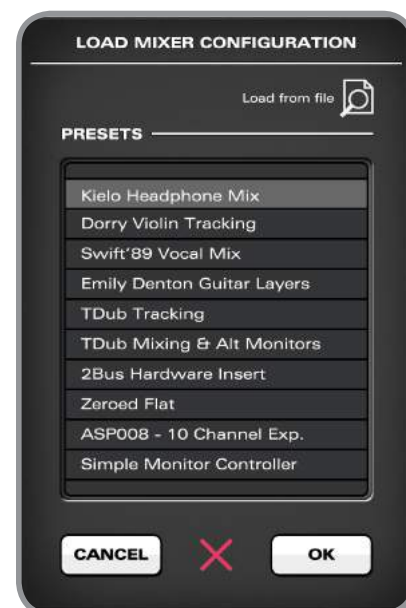 LOAD MIXER CONFIGURATION
Load from file
PRESETS
Kielo Headphone Mix
Dorry Violin Tracking
Swift'89 Vocal Mix
Emily Denton Guitar Layers
TDub Tracking
TDub Mixing & Alt Monitors
2Bus Hardware Insert
Zeroed Flat
ASP008 - 10 Channel Exp.
Simple Monitor Controller
CANCEL OK